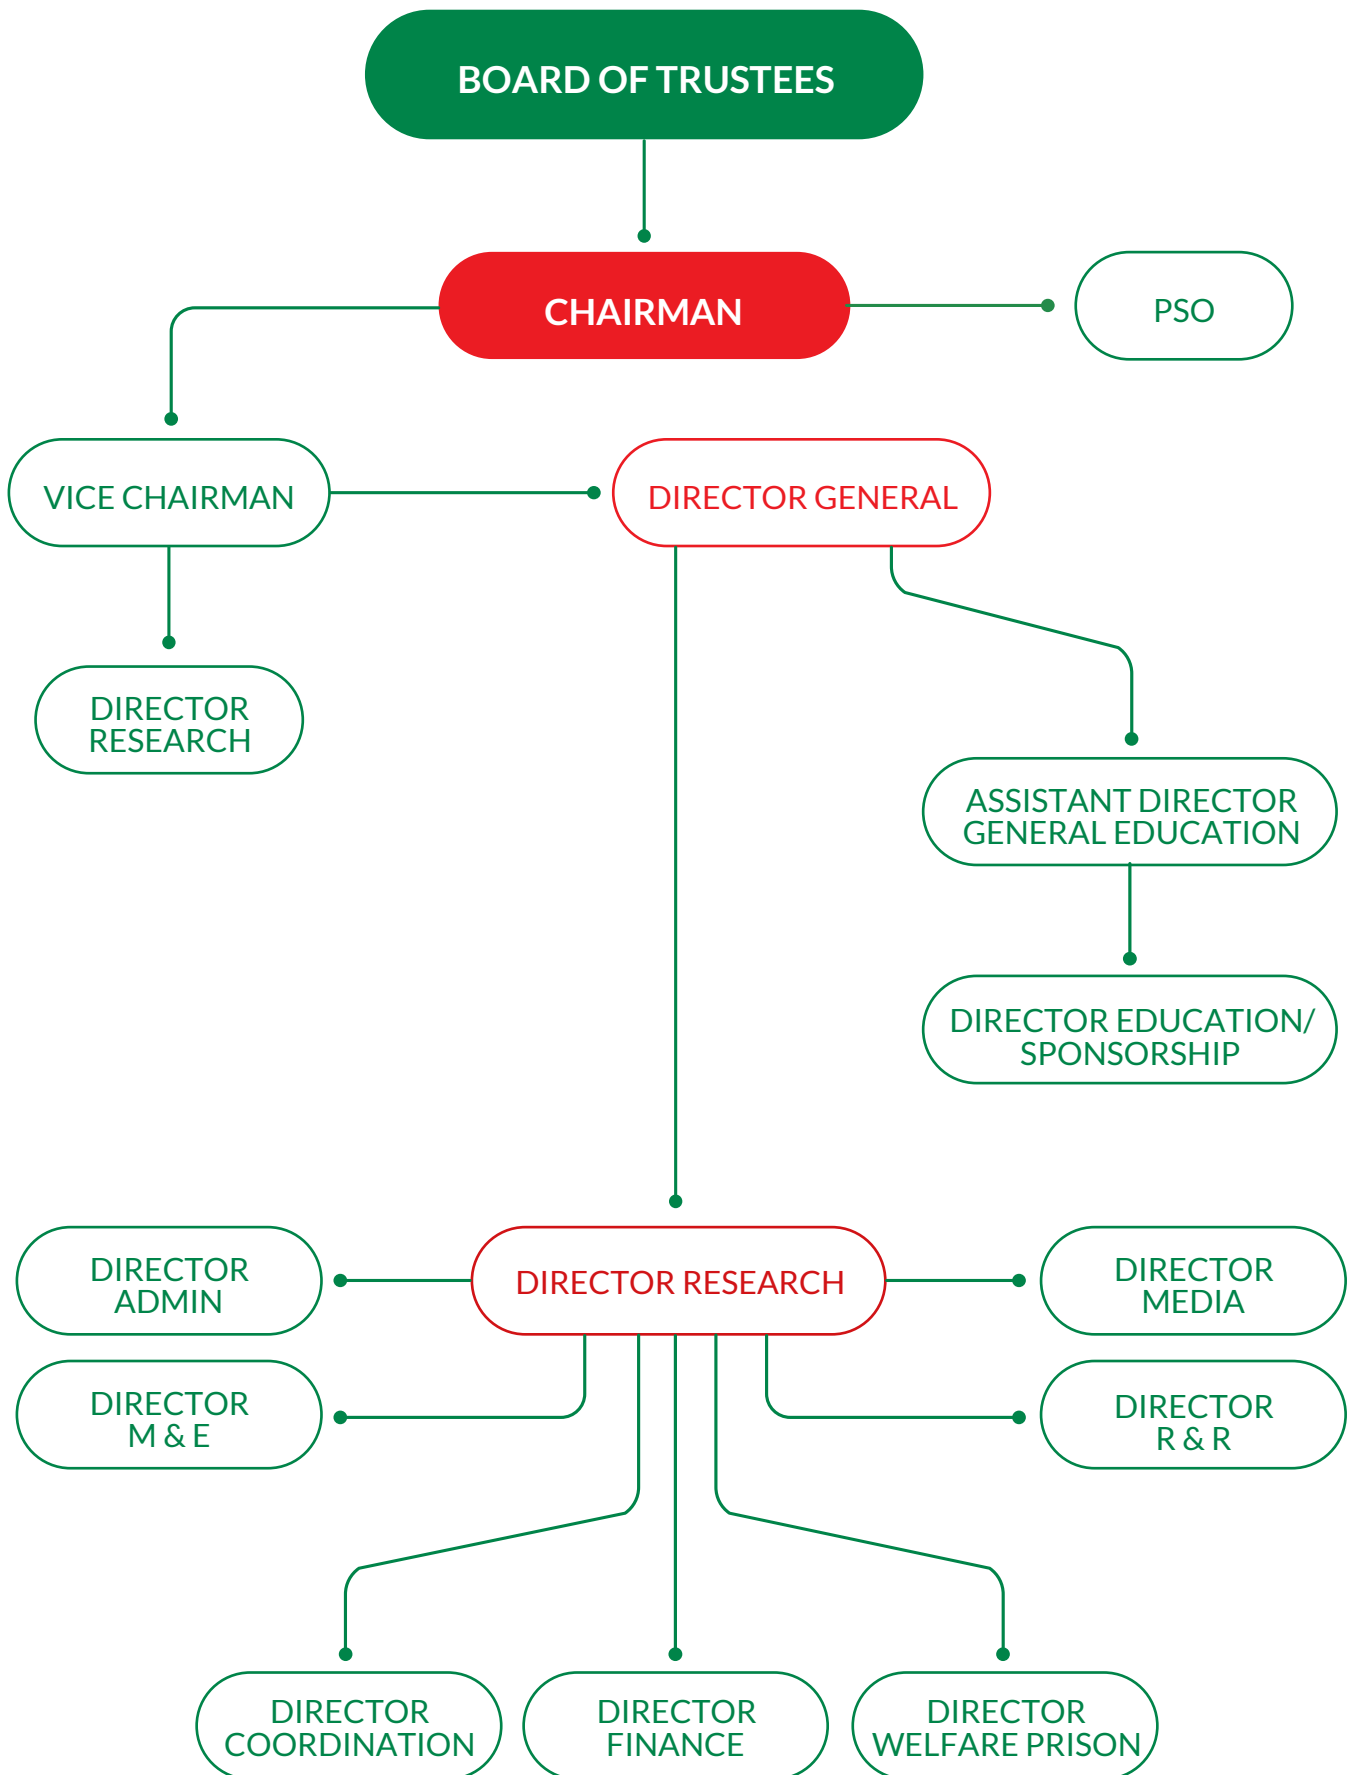 BOARD OF TRUSTEES
CHAIRMAN
PSO
VICE CHAIRMAN
DIRECTOR GENERAL
DIRECTOR
RESEARCH
ASSISTANT DIRECTOR
GENERAL EDUCATION
DIRECTOR EDUCATION/
SPONSORSHIP
DIRECTOR
ADMIN
DIRECTOR RESEARCH
DIRECTOR
MEDIA
DIRECTOR
M & E
DIRECTOR
R & R
DIRECTOR
COORDINATION
DIRECTOR
FINANCE
DIRECTOR
WELFARE PRISON